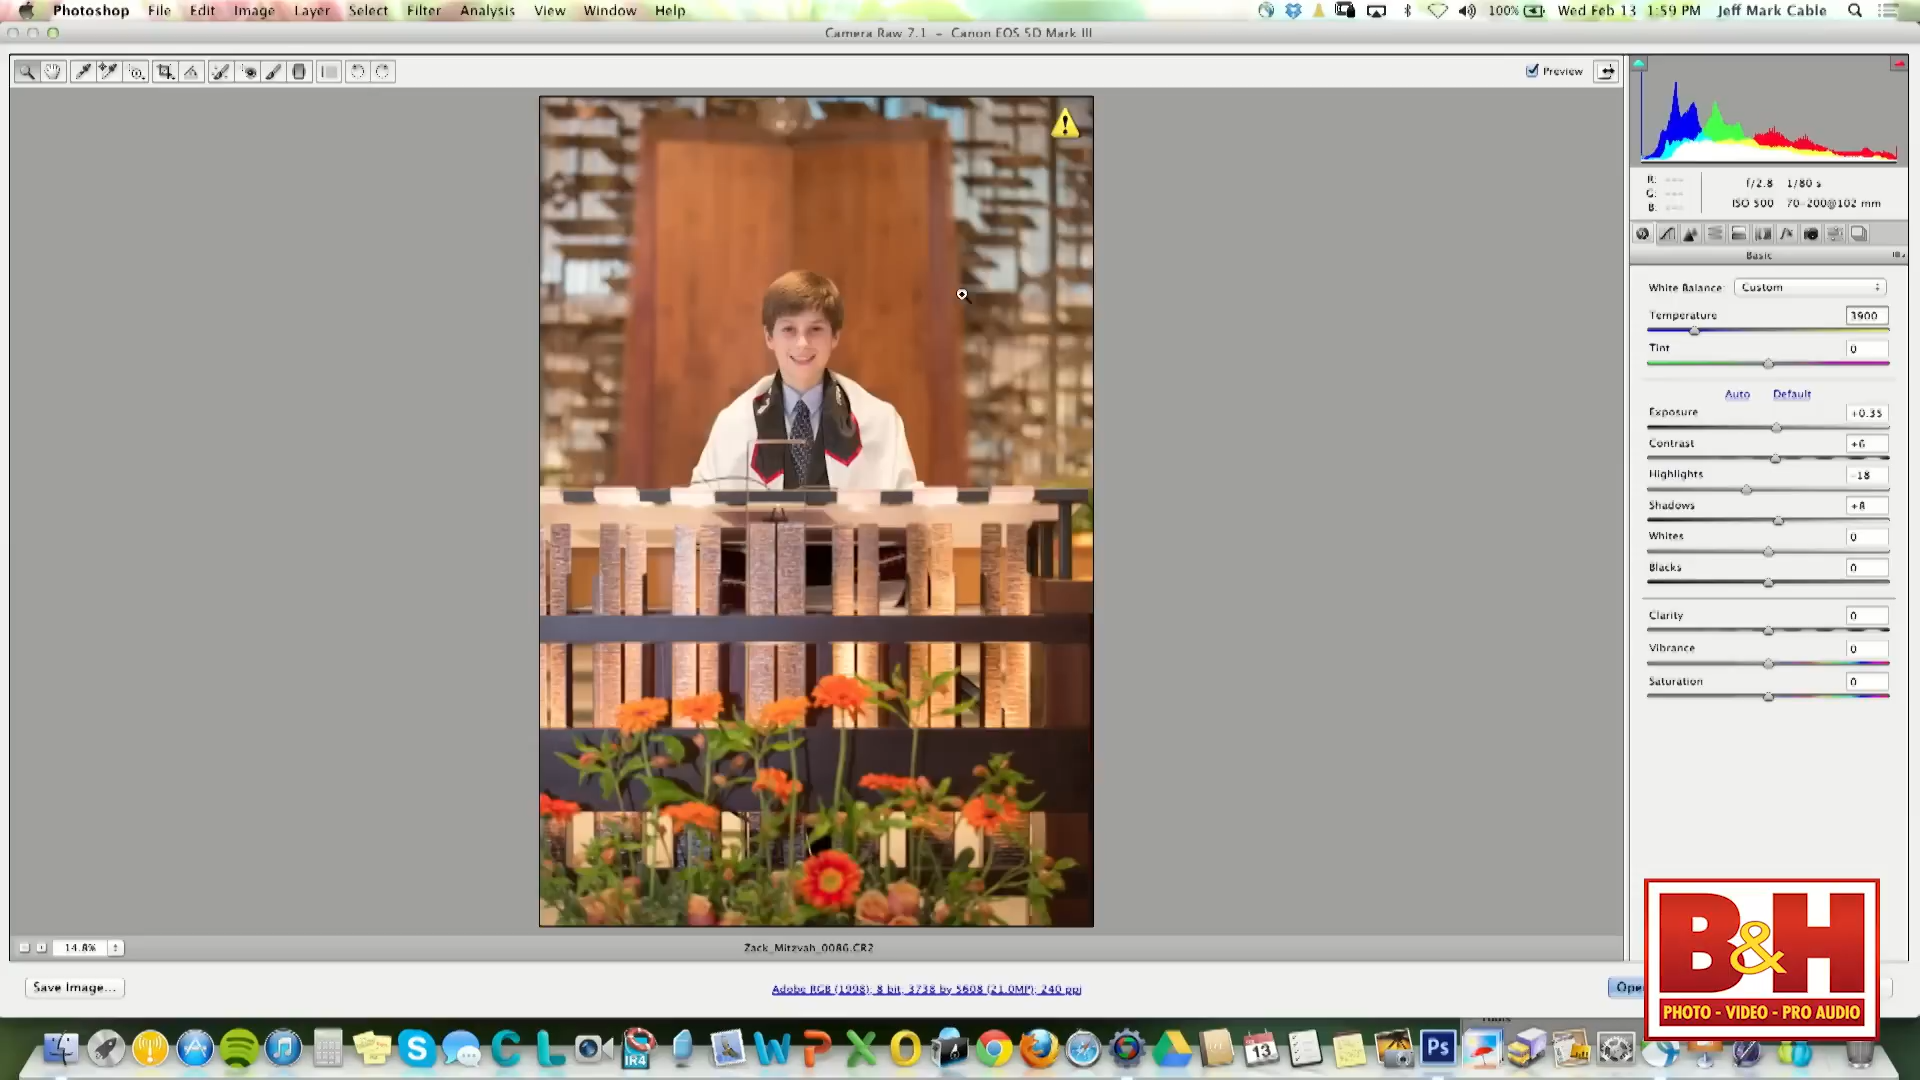 Photoshop File Edit Image Layer Select Filter Analysis View Window Help
100% Wed Feb 13 1:59 PM Jeff Mark Cable
Camera Raw 7.1 - Canon EOS 5D Mark III
Preview
R: ---
G: ---
B: ---
f/2.8 1/80 s
ISO 500 70-200@102 mm
Basic
White Balance: Custom
Temperature 3900
Tint 0
Auto Default
Exposure +0.35
Contrast +6
Highlights -18
Shadows +8
Whites 0
Blacks 0
Clarity 0
Vibrance 0
Saturation 0
14.8%
Zack_Mitzvah_0086.CR2
Save Image...
Adobe RGB (1998); 8 bit; 3738 by 5608 (21.0MP); 240 ppi
B&H
PHOTO - VIDEO - PRO AUDIO
IR4
13
Ps